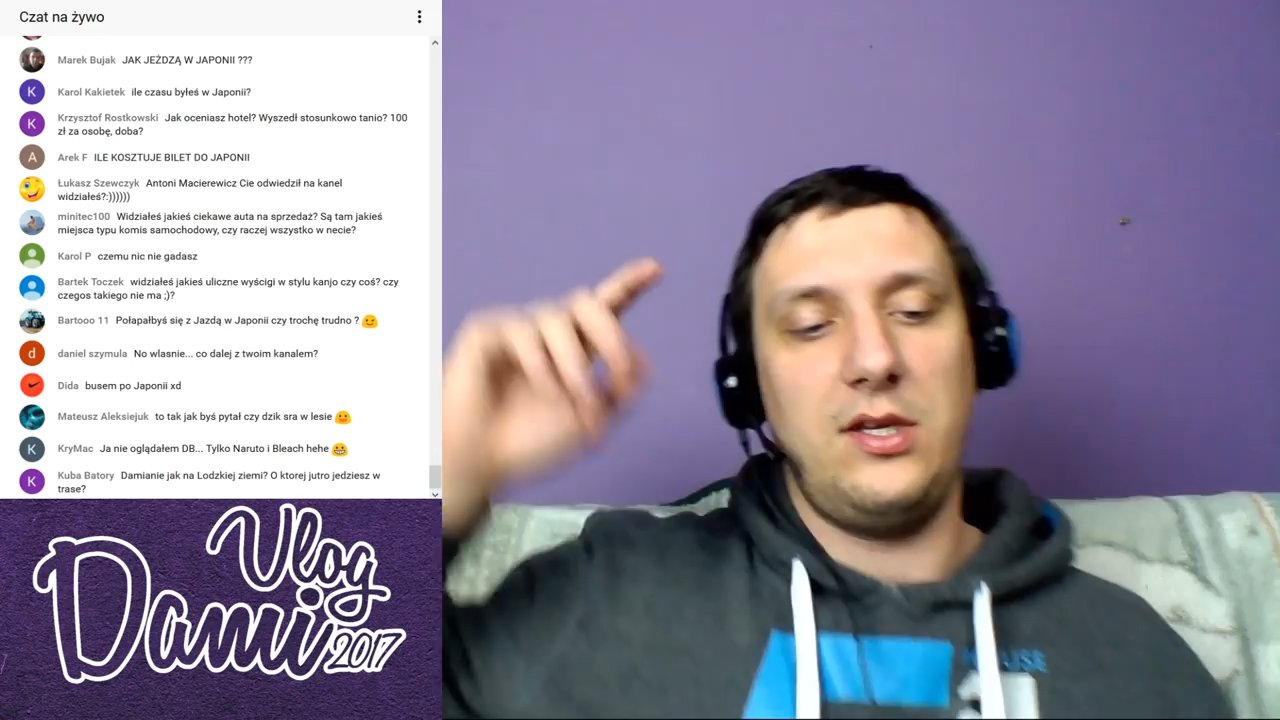 Czat na żywo
Marek Bujak JAK JEŻDZĄ W JAPONII ???
K Karol Kakietek ile czasu byłeś w Japonii?
K Krzysztof Rostkowski Jak oceniasz hotel? Wyszedł stosunkowo tanio? 100
zł za osobę, doba?
A Arek F ILE KOSZTUJE BILET DO JAPONII
Łukasz Szewczyk Antoni Macierewicz Cie odwiedził na kanel
widziałeś?:))))))
minitec100 Widziałeś jakieś ciekawe auta na sprzedaż? Są tam jakieś
miejsca typu komis samochodowy, czy raczej wszystko w necie?
Karol P czemu nic nie gadasz
Bartek Toczek widziałeś jakieś uliczne wyścigi w stylu kanjo czy coś? czy
czegos takiego nie ma ;)?
Bartooo 11 Połapałbyś się z Jazdą w Japonii czy trochę trudno ?
d daniel szymula No wlasnie... co dalej z twoim kanalem?
Dida busem po Japonii xd
Mateusz Aleksiejuk to tak jak byś pytał czy dzik sra w lesie
K KryMac Ja nie oglądałem DB... Tylko Naruto i Bleach hehe
K Kuba Batory Damianie jak na Lodzkiej ziemi? O ktorej jutro jedziesz w
trase?
Vlog
Dami
2017